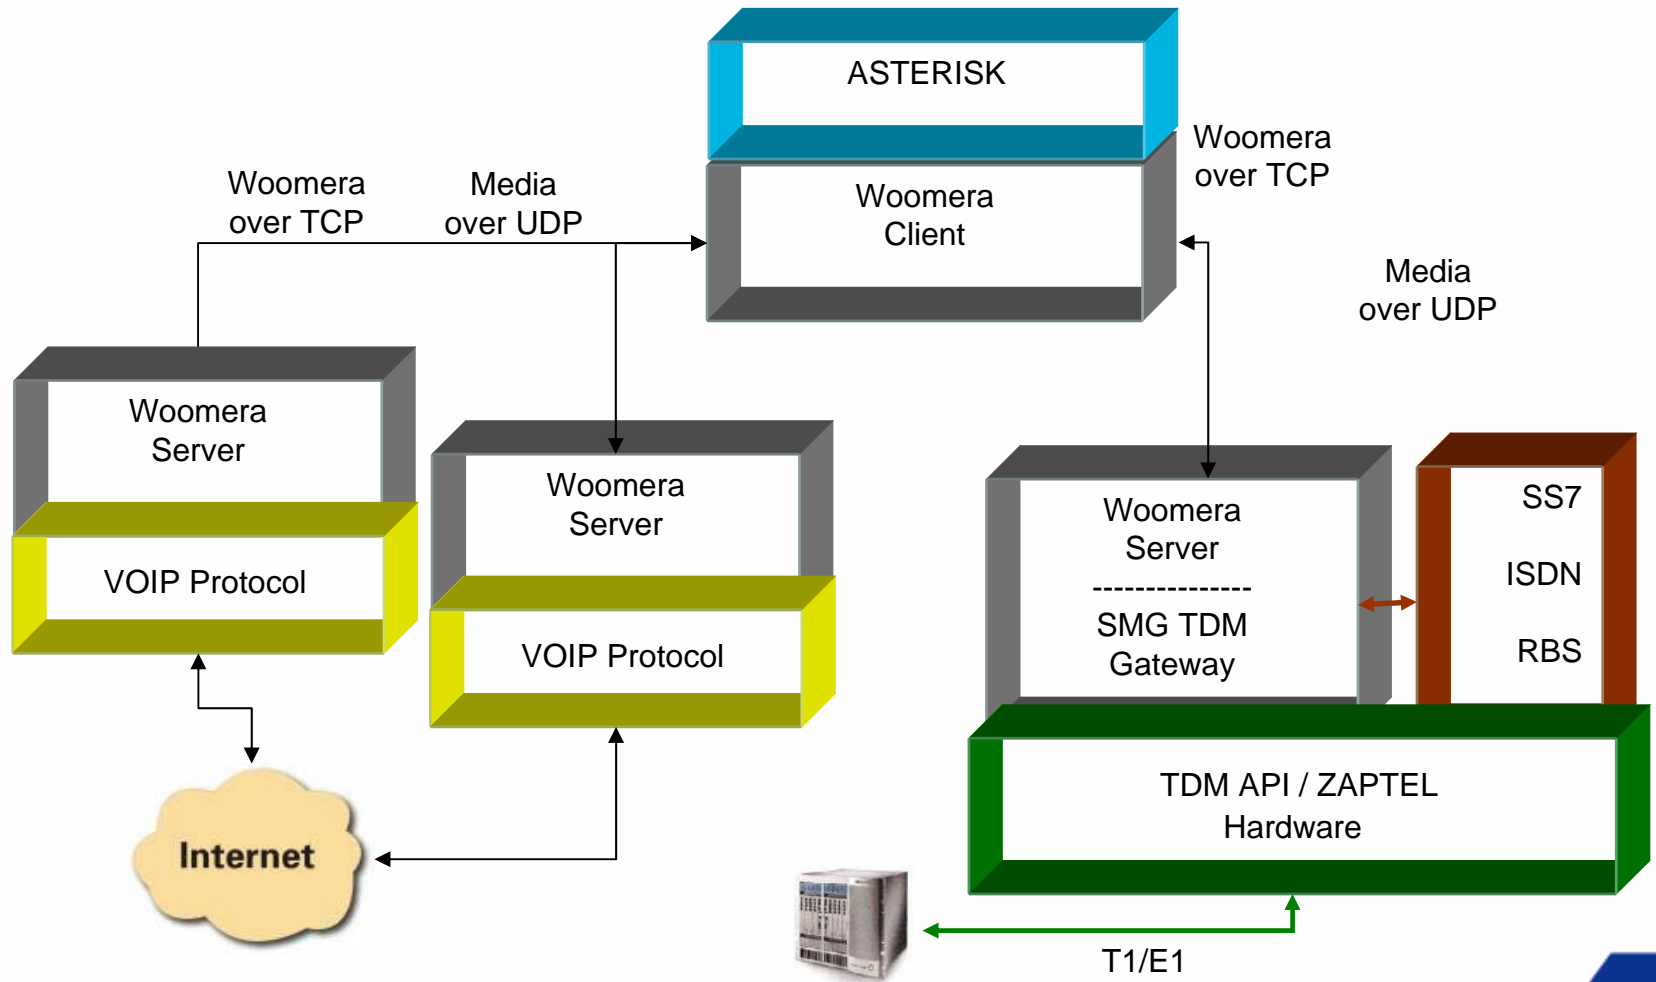 ASTERISK
Woomera
over TCP
Woomera
over TCP
Media
over UDP
Woomera
Client
Media
over UDP
Woomera
Server
VOIP Protocol
Woomera
Server
VOIP Protocol
Woomera
Server
---------------
SMG TDM
Gateway
SS7
ISDN
RBS
TDM API / ZAPTEL
Hardware
Internet
T1/E1